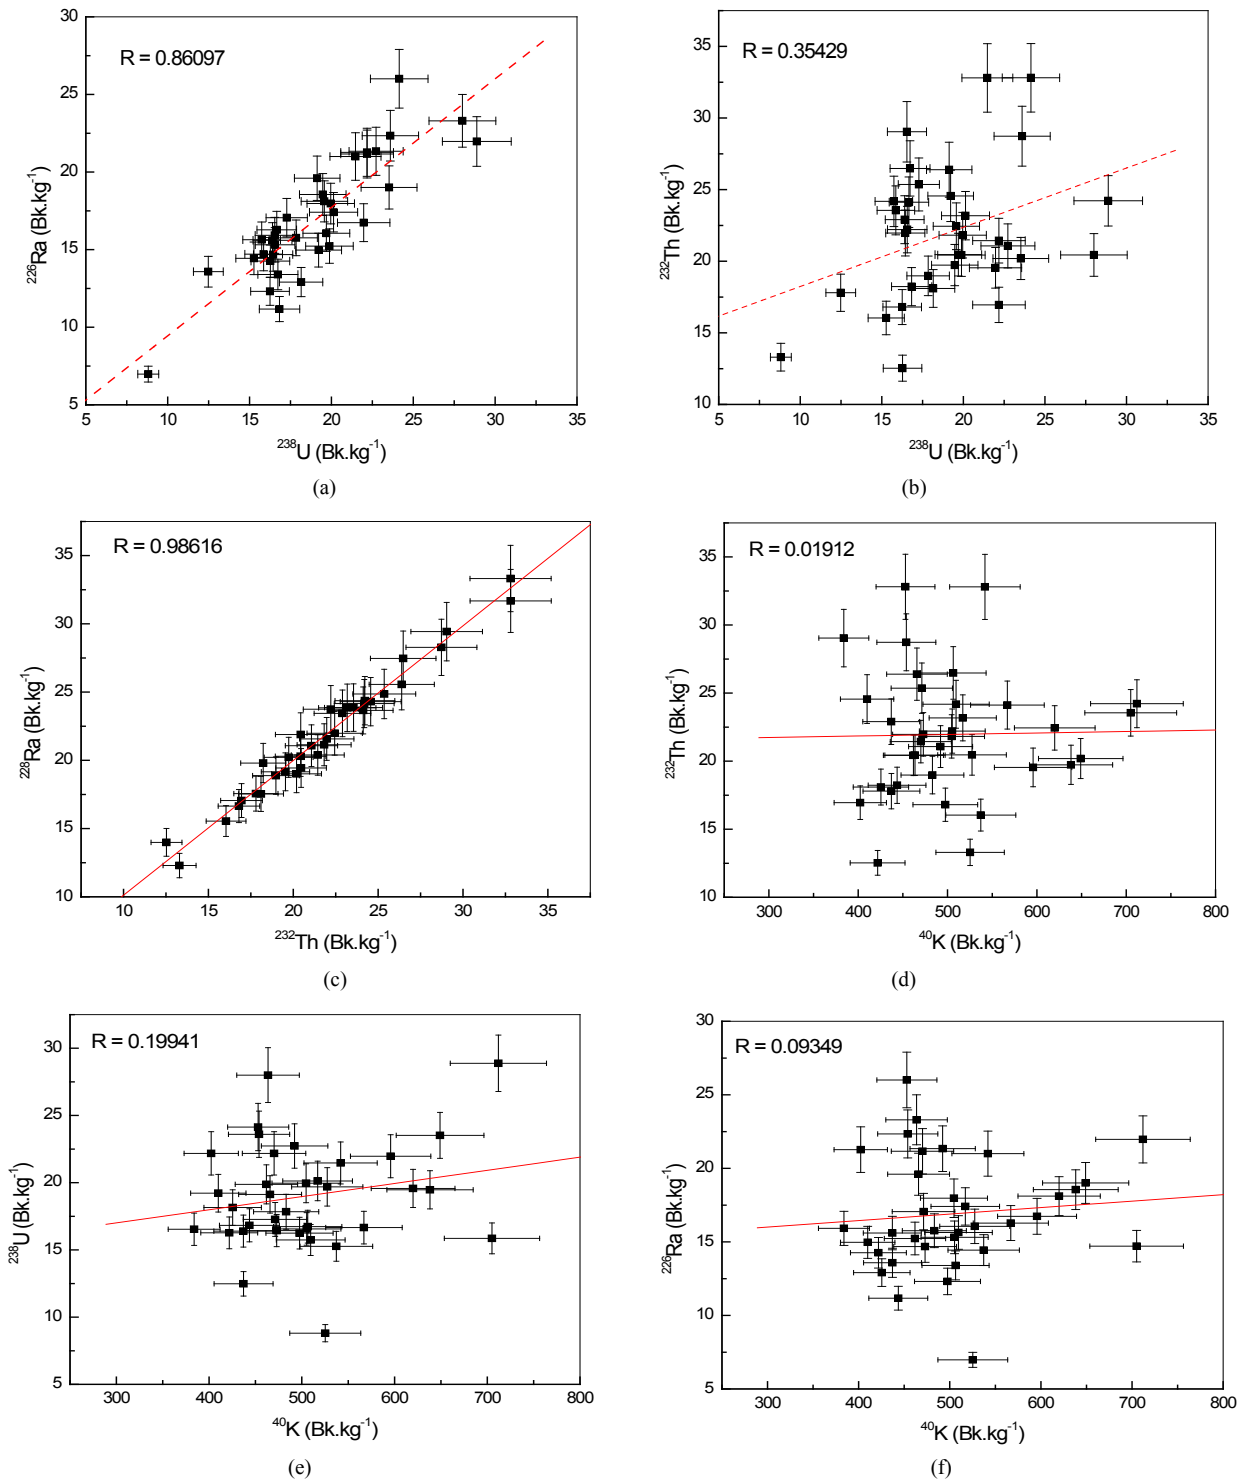 R = 0.86097
30
25
20
15
10
5
²²⁶Ra (Bk.kg⁻¹)
5 10 15 20 25 30 35
²³⁸U (Bk.kg⁻¹)
(a)
R = 0.35429
35
30
25
20
15
10
²³²Th (Bk.kg⁻¹)
5 10 15 20 25 30 35
²³⁸U (Bk.kg⁻¹)
(b)
R = 0.98616
35
30
25
20
15
10
²²⁸Ra (Bk.kg⁻¹)
10 15 20 25 30 35
²³²Th (Bk.kg⁻¹)
(c)
R = 0.01912
35
30
25
20
15
10
²³²Th (Bk.kg⁻¹)
300 400 500 600 700 800
⁴⁰K (Bk.kg⁻¹)
(d)
R = 0.19941
30
25
20
15
10
5
²³⁸U (Bk.kg⁻¹)
300 400 500 600 700 800
⁴⁰K (Bk.kg⁻¹)
(e)
R = 0.09349
30
25
20
15
10
5
²²⁶Ra (Bk.kg⁻¹)
300 400 500 600 700 800
⁴⁰K (Bk.kg⁻¹)
(f)